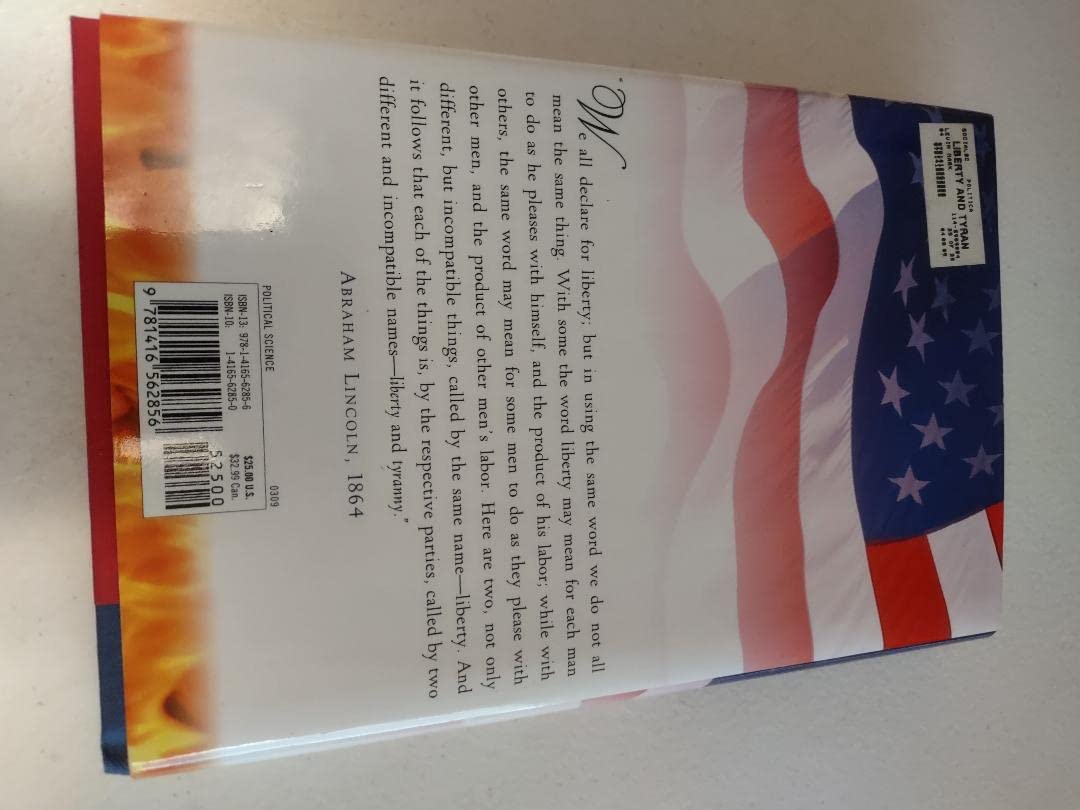 SOCIALSC POLITICA
LIBERTY AND TYRAN
LEVIN MARK
"We all declare for liberty; but in using the same word we do not all
mean the same thing. With some the word liberty may mean for each man
to do as he pleases with himself, and the product of his labor; while with
others, the same word may mean for some men to do as they please with
other men, and the product of other men's labor. Here are two, not only
different, but incompatible things, called by the same name—liberty. And
it follows that each of the things is, by the respective parties, called by two
different and incompatible names—liberty and tyranny."
ABRAHAM LINCOLN, 1864
POLITICAL SCIENCE 0309
ISBN-13: 978-1-4165-6285-6 $25.00 U.S.
ISBN-10: 1-4165-6285-0 $32.99 Can.
52500
9 781416 562856